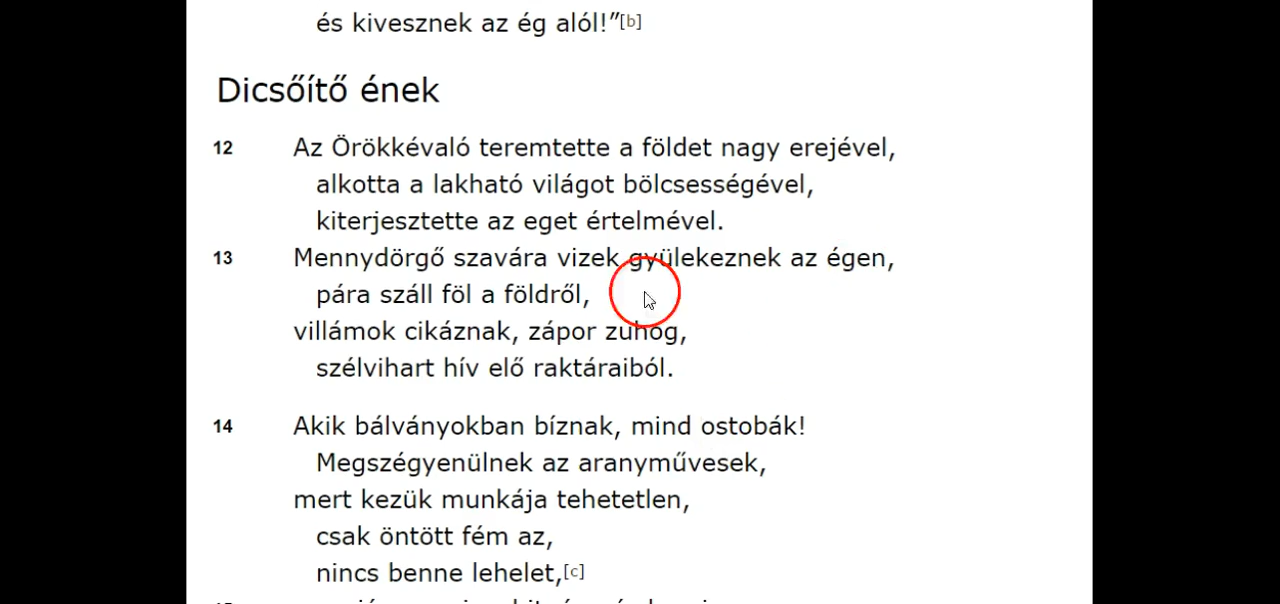 és kivesznek az ég alól!”[b]
Dicsőítő ének
12 Az Örökkévaló teremtette a földet nagy erejével,
alkotta a lakható világot bölcsességével,
kiterjesztette az eget értelmével.
13 Mennydörgő szavára vizek gyülekeznek az égen,
pára száll föl a földről,
villámok cikáznak, zápor zuhog,
szélvihart hív elő raktáraiból.
14 Akik bálványokban bíznak, mind ostobák!
Megszégyenülnek az aranyművesek,
mert kezük munkája tehetetlen,
csak öntött fém az,
nincs benne lehelet,[c]